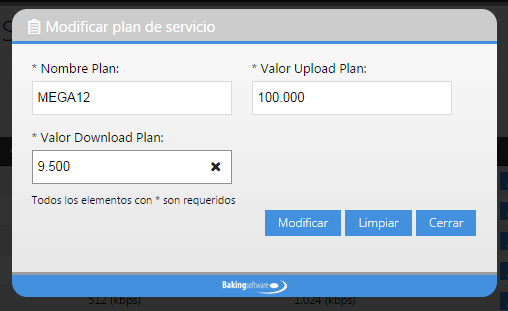 Modificar plan de servicio
* Nombre Plan:
* Valor Upload Plan:
MEGA12
100.000
* Valor Download Plan:
9.500
Todos los elementos con * son requeridos
Modificar
Limpiar
Cerrar
Bakingsoftware
512 (kbps)
1.024 (kbps)